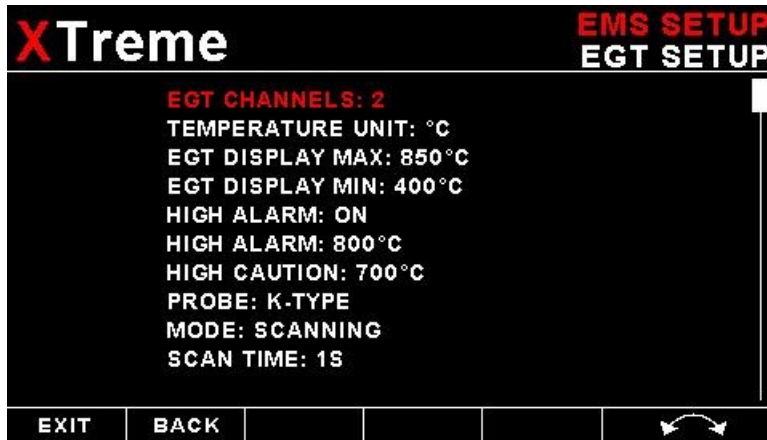 XTreme
EMS SETUP
EGT SETUP
EGT CHANNELS: 2
TEMPERATURE UNIT: °C
EGT DISPLAY MAX: 850°C
EGT DISPLAY MIN: 400°C
HIGH ALARM: ON
HIGH ALARM: 800°C
HIGH CAUTION: 700°C
PROBE: K-TYPE
MODE: SCANNING
SCAN TIME: 1S
EXIT BACK